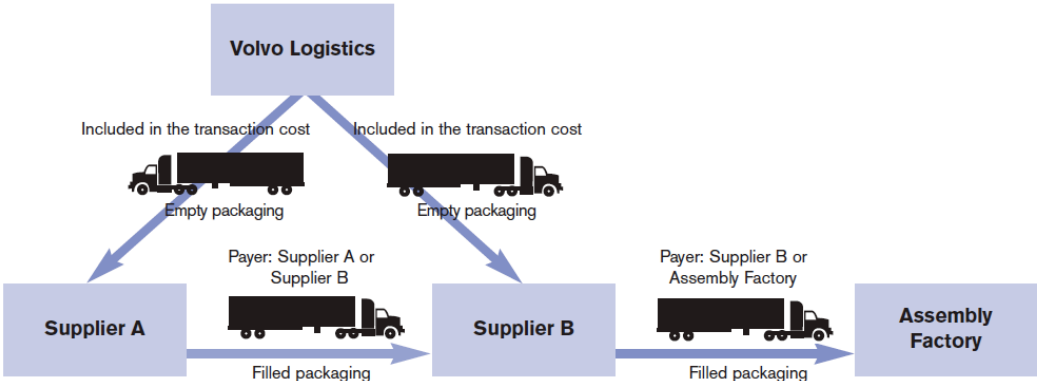 Volvo Logistics
Included in the transaction cost
Included in the transaction cost
Empty packaging
Empty packaging
Payer: Supplier A or
Supplier B
Payer: Supplier B or
Assembly Factory
Supplier A
Supplier B
Assembly
Factory
Filled packaging
Filled packaging